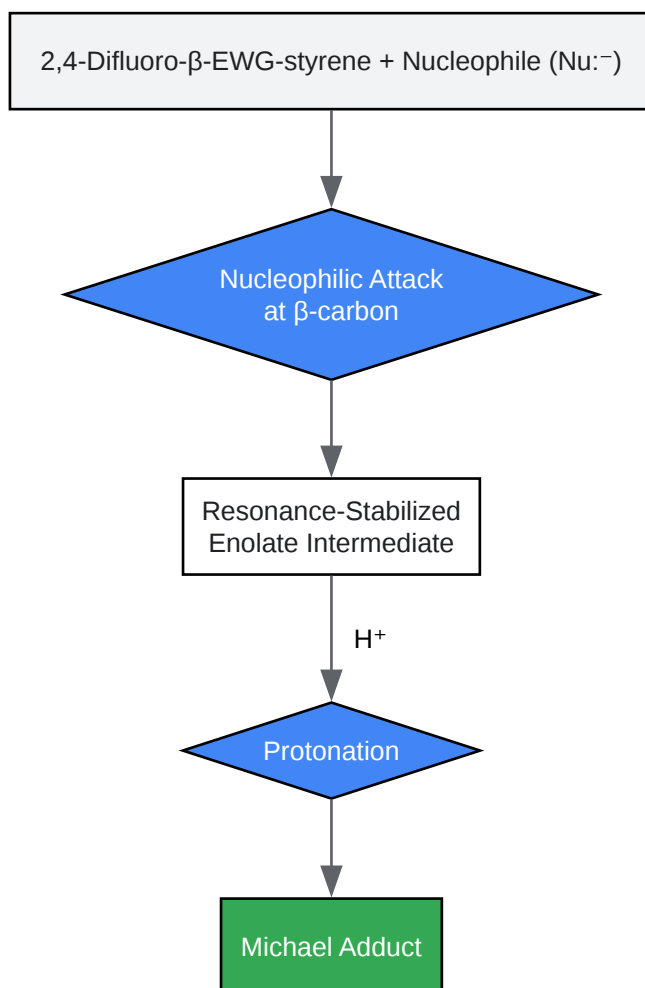 2,4-Difluoro-β-EWG-styrene + Nucleophile (Nu:⁻)
Nucleophilic Attack
at β-carbon
Resonance-Stabilized
Enolate Intermediate
H⁺
Protonation
Michael Adduct